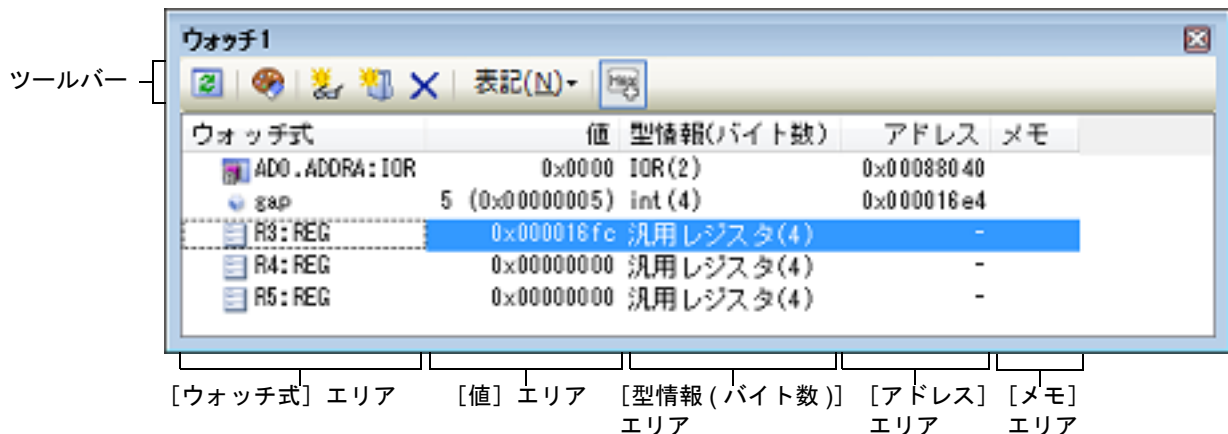 ウォッチ1
ツールバー
表記(N)
Hex
ウォッチ式 値 型情報(バイト数) アドレス メモ
AD0.ADDRA:IOR 0x0000 IOR(2) 0x00088040
gap 5 (0x00000005) int(4) 0x000016e4
R3:REG 0x000016fc 汎用レジスタ(4) -
R4:REG 0x00000000 汎用レジスタ(4) -
R5:REG 0x00000000 汎用レジスタ(4) -
[ウォッチ式] エリア [値] エリア [型情報 ( バイト数 )] [アドレス] [メモ]
エリア エリア エリア